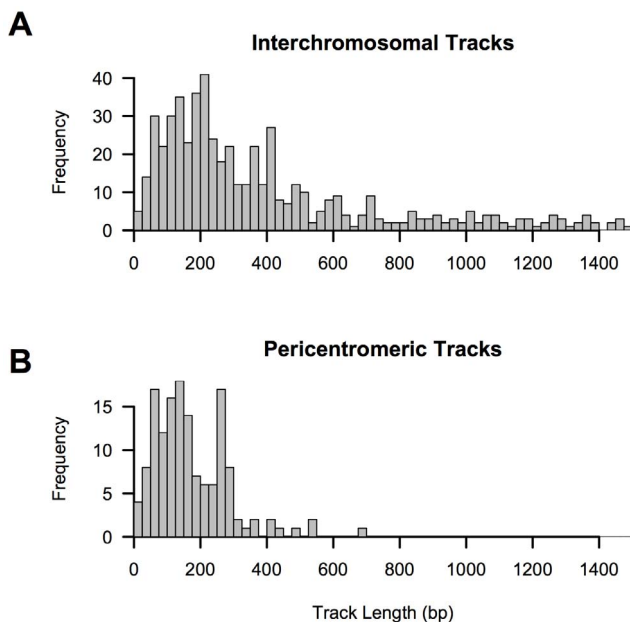 A
Interchromosomal Tracks
Frequency
40
30
20
10
0
0 200 400 600 800 1000 1200 1400
B
Pericentromeric Tracks
Frequency
15
10
5
0
0 200 400 600 800 1000 1200 1400
Track Length (bp)